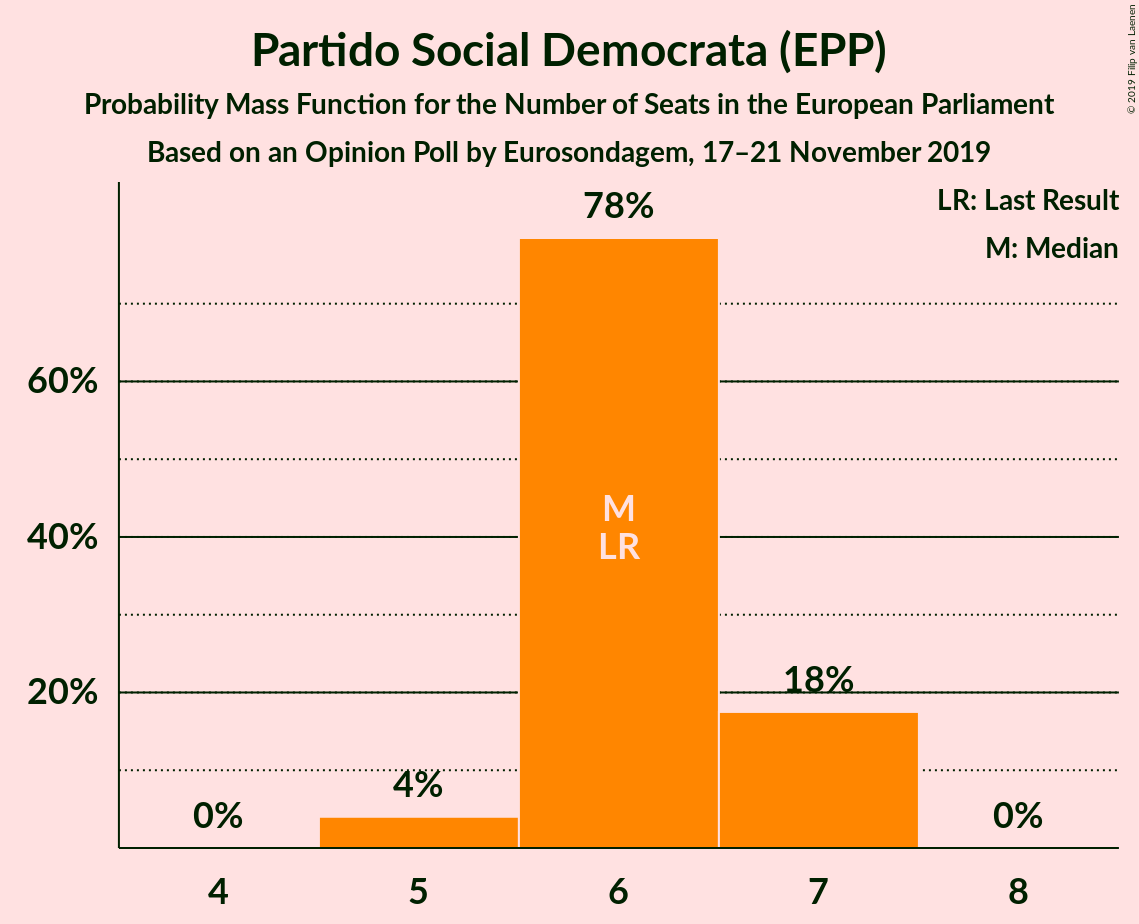 Partido Social Democrata (EPP)
Probability Mass Function for the Number of Seats in the European Parliament
Based on an Opinion Poll by Eurosondagem, 17–21 November 2019
© 2019 Filip van Laenen
LR: Last Result
M: Median
78%
60%
M
40%
LR
18%
20%
4%
0%
0%
4
5
6
7
8